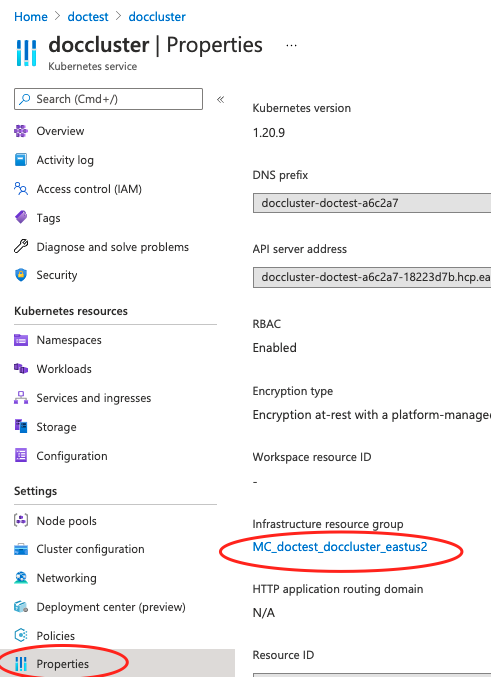 Home > doctest > doccluster
doccluster | Properties ...
Kubernetes service
Search (Cmd+/) «
Overview
Activity log
Access control (IAM)
Tags
Diagnose and solve problems
Security
Kubernetes resources
Namespaces
Workloads
Services and ingresses
Storage
Configuration
Settings
Node pools
Cluster configuration
Networking
Deployment center (preview)
Policies
Properties
Kubernetes version
1.20.9
DNS prefix
doccluster-doctest-a6c2a7
API server address
doccluster-doctest-a6c2a7-18223d7b.hcp.ea
RBAC
Enabled
Encryption type
Encryption at-rest with a platform-manage
Workspace resource ID
-
Infrastructure resource group
MC_doctest_doccluster_eastus2
HTTP application routing domain
N/A
Resource ID